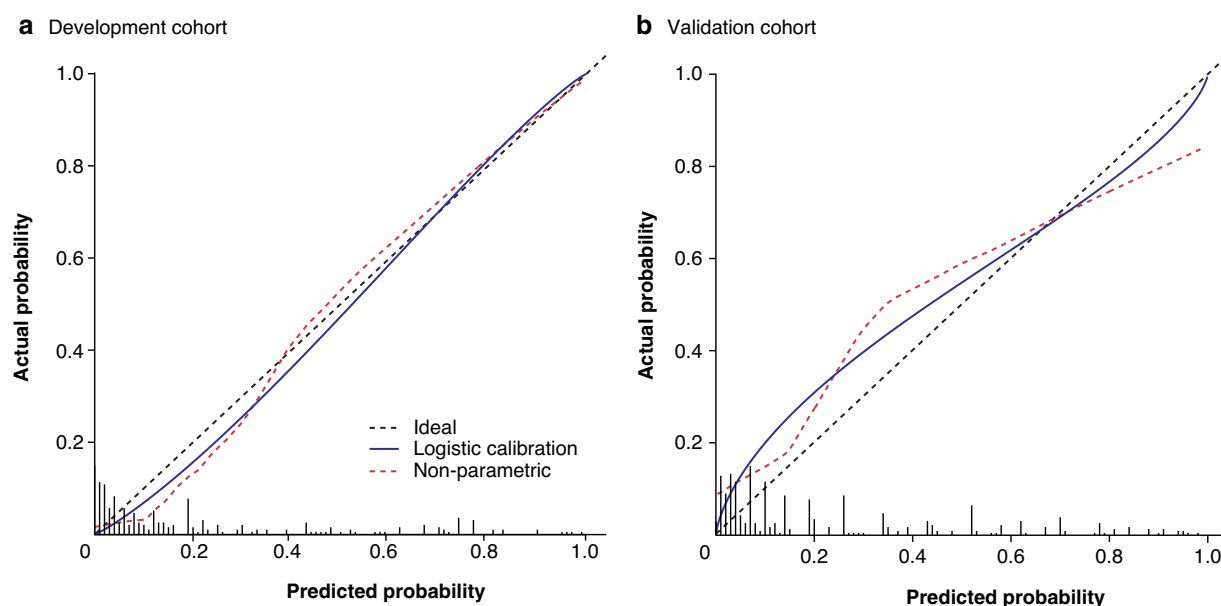 a Development cohort
1.0
0.8
0.6
0.4
0.2
0
0.2
0.4
0.6
0.8
1.0
Actual probability
Predicted probability
Ideal
Logistic calibration
Non-parametric
b Validation cohort
1.0
0.8
0.6
0.4
0.2
0
0.2
0.4
0.6
0.8
1.0
Actual probability
Predicted probability